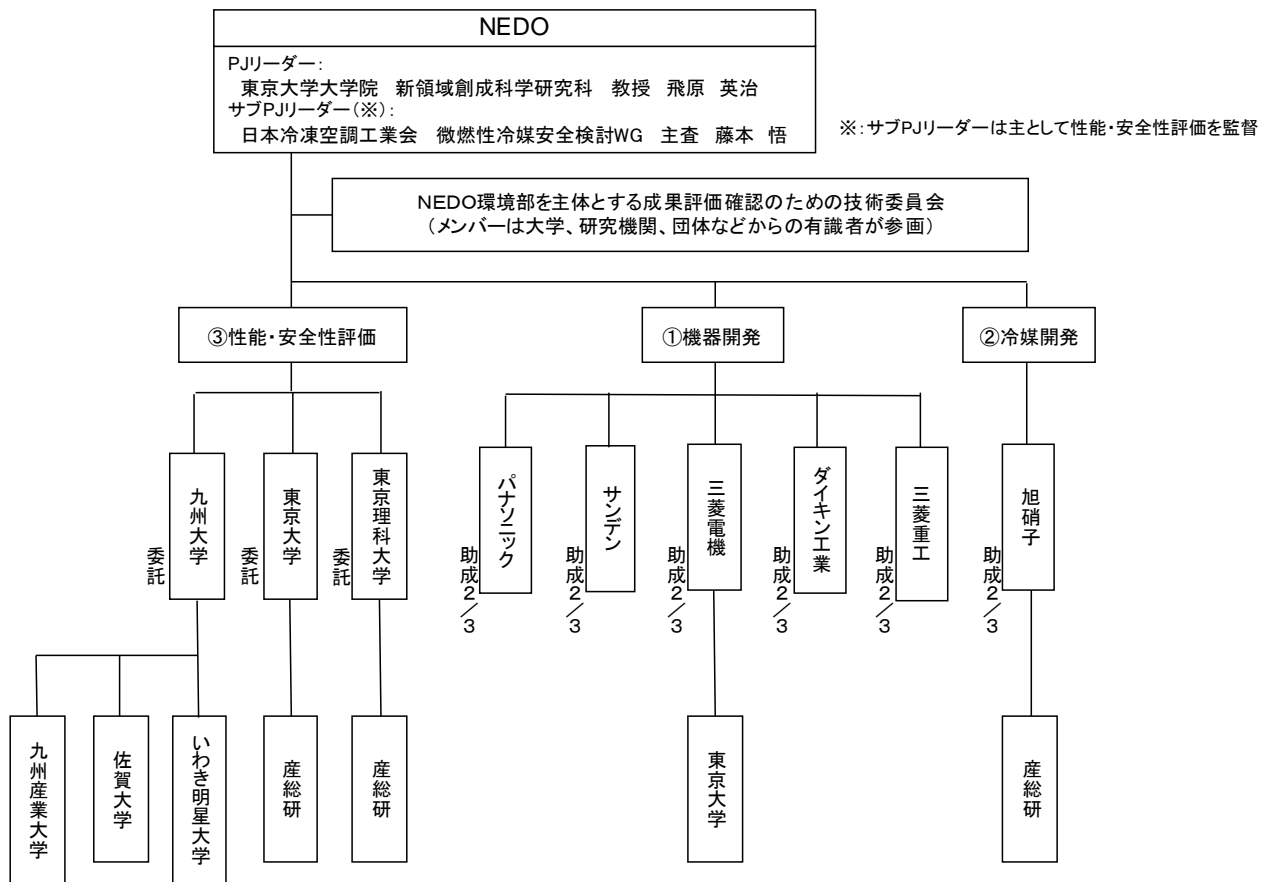 NEDO
PJリーダー:
東京大学大学院 新領域創成科学研究科 教授 飛原 英治
サブPJリーダー(※):
日本冷凍空調工業会 微燃性冷媒安全検討WG 主査 藤本 悟
※:サブPJリーダーは主として性能・安全性評価を監督
NEDO環境部を主体とする成果評価確認のための技術委員会
(メンバーは大学、研究機関、団体などからの有識者が参画)
③性能・安全性評価
①機器開発
②冷媒開発
九州大学
委託
東京大学
委託
東京理科大学
委託
パナソニック
助成2/3
サンデン
助成2/3
三菱電機
助成2/3
ダイキン工業
助成2/3
三菱重工
助成2/3
旭硝子
助成2/3
九州産業大学
佐賀大学
いわき明星大学
産総研
産総研
東京大学
産総研